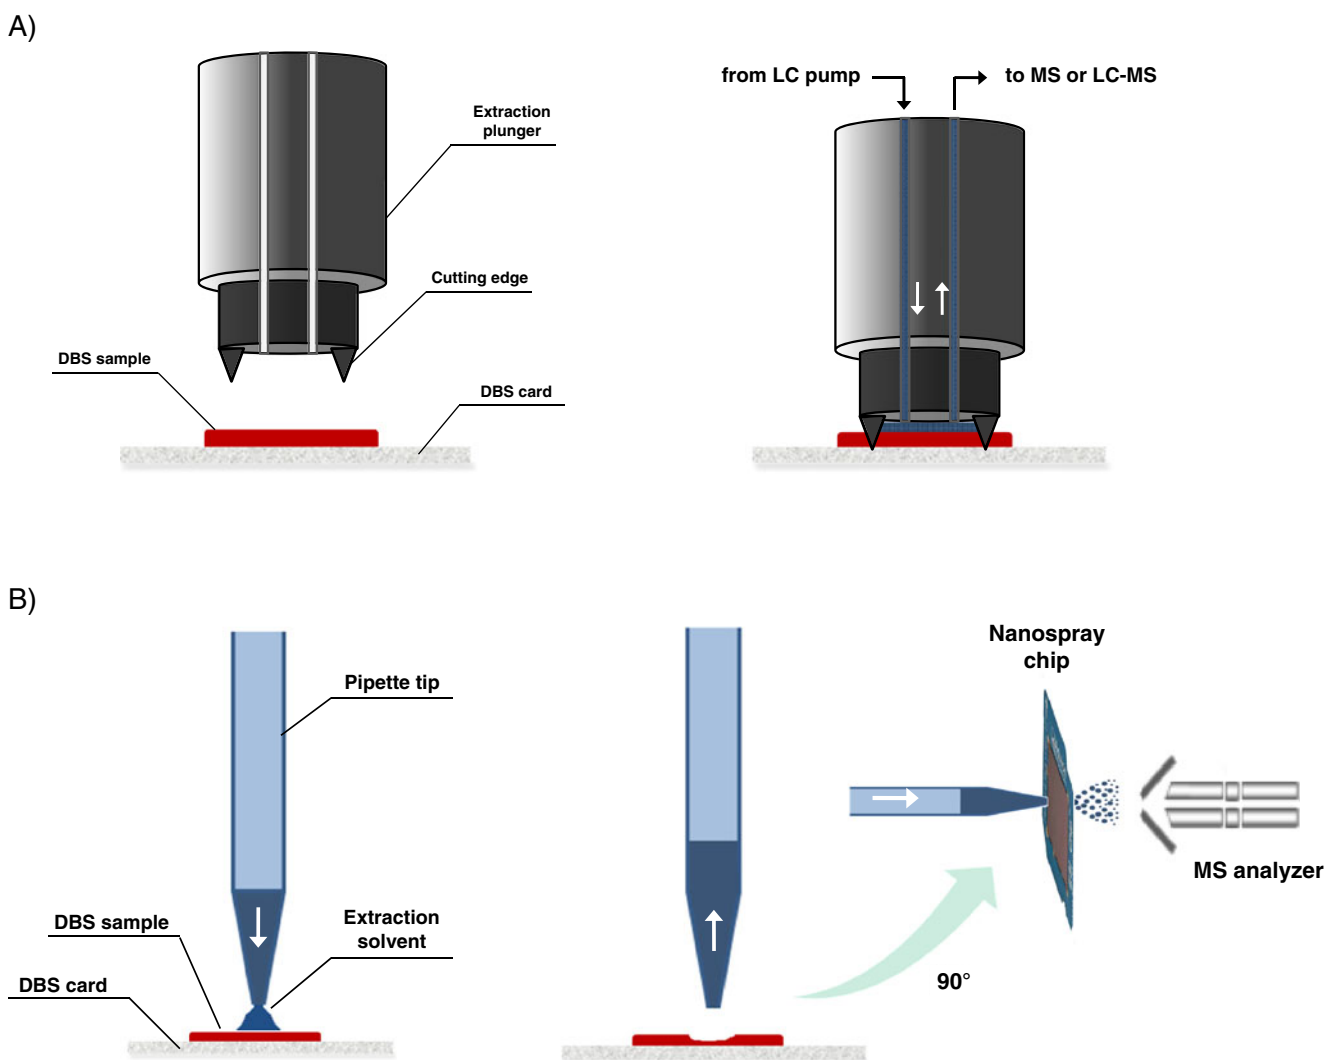 A)
from LC pump
to MS or LC-MS
Extraction
plunger
Cutting edge
DBS sample
DBS card
B)
Nanospray
chip
Pipette tip
MS analyzer
DBS sample
Extraction
solvent
90°
DBS card